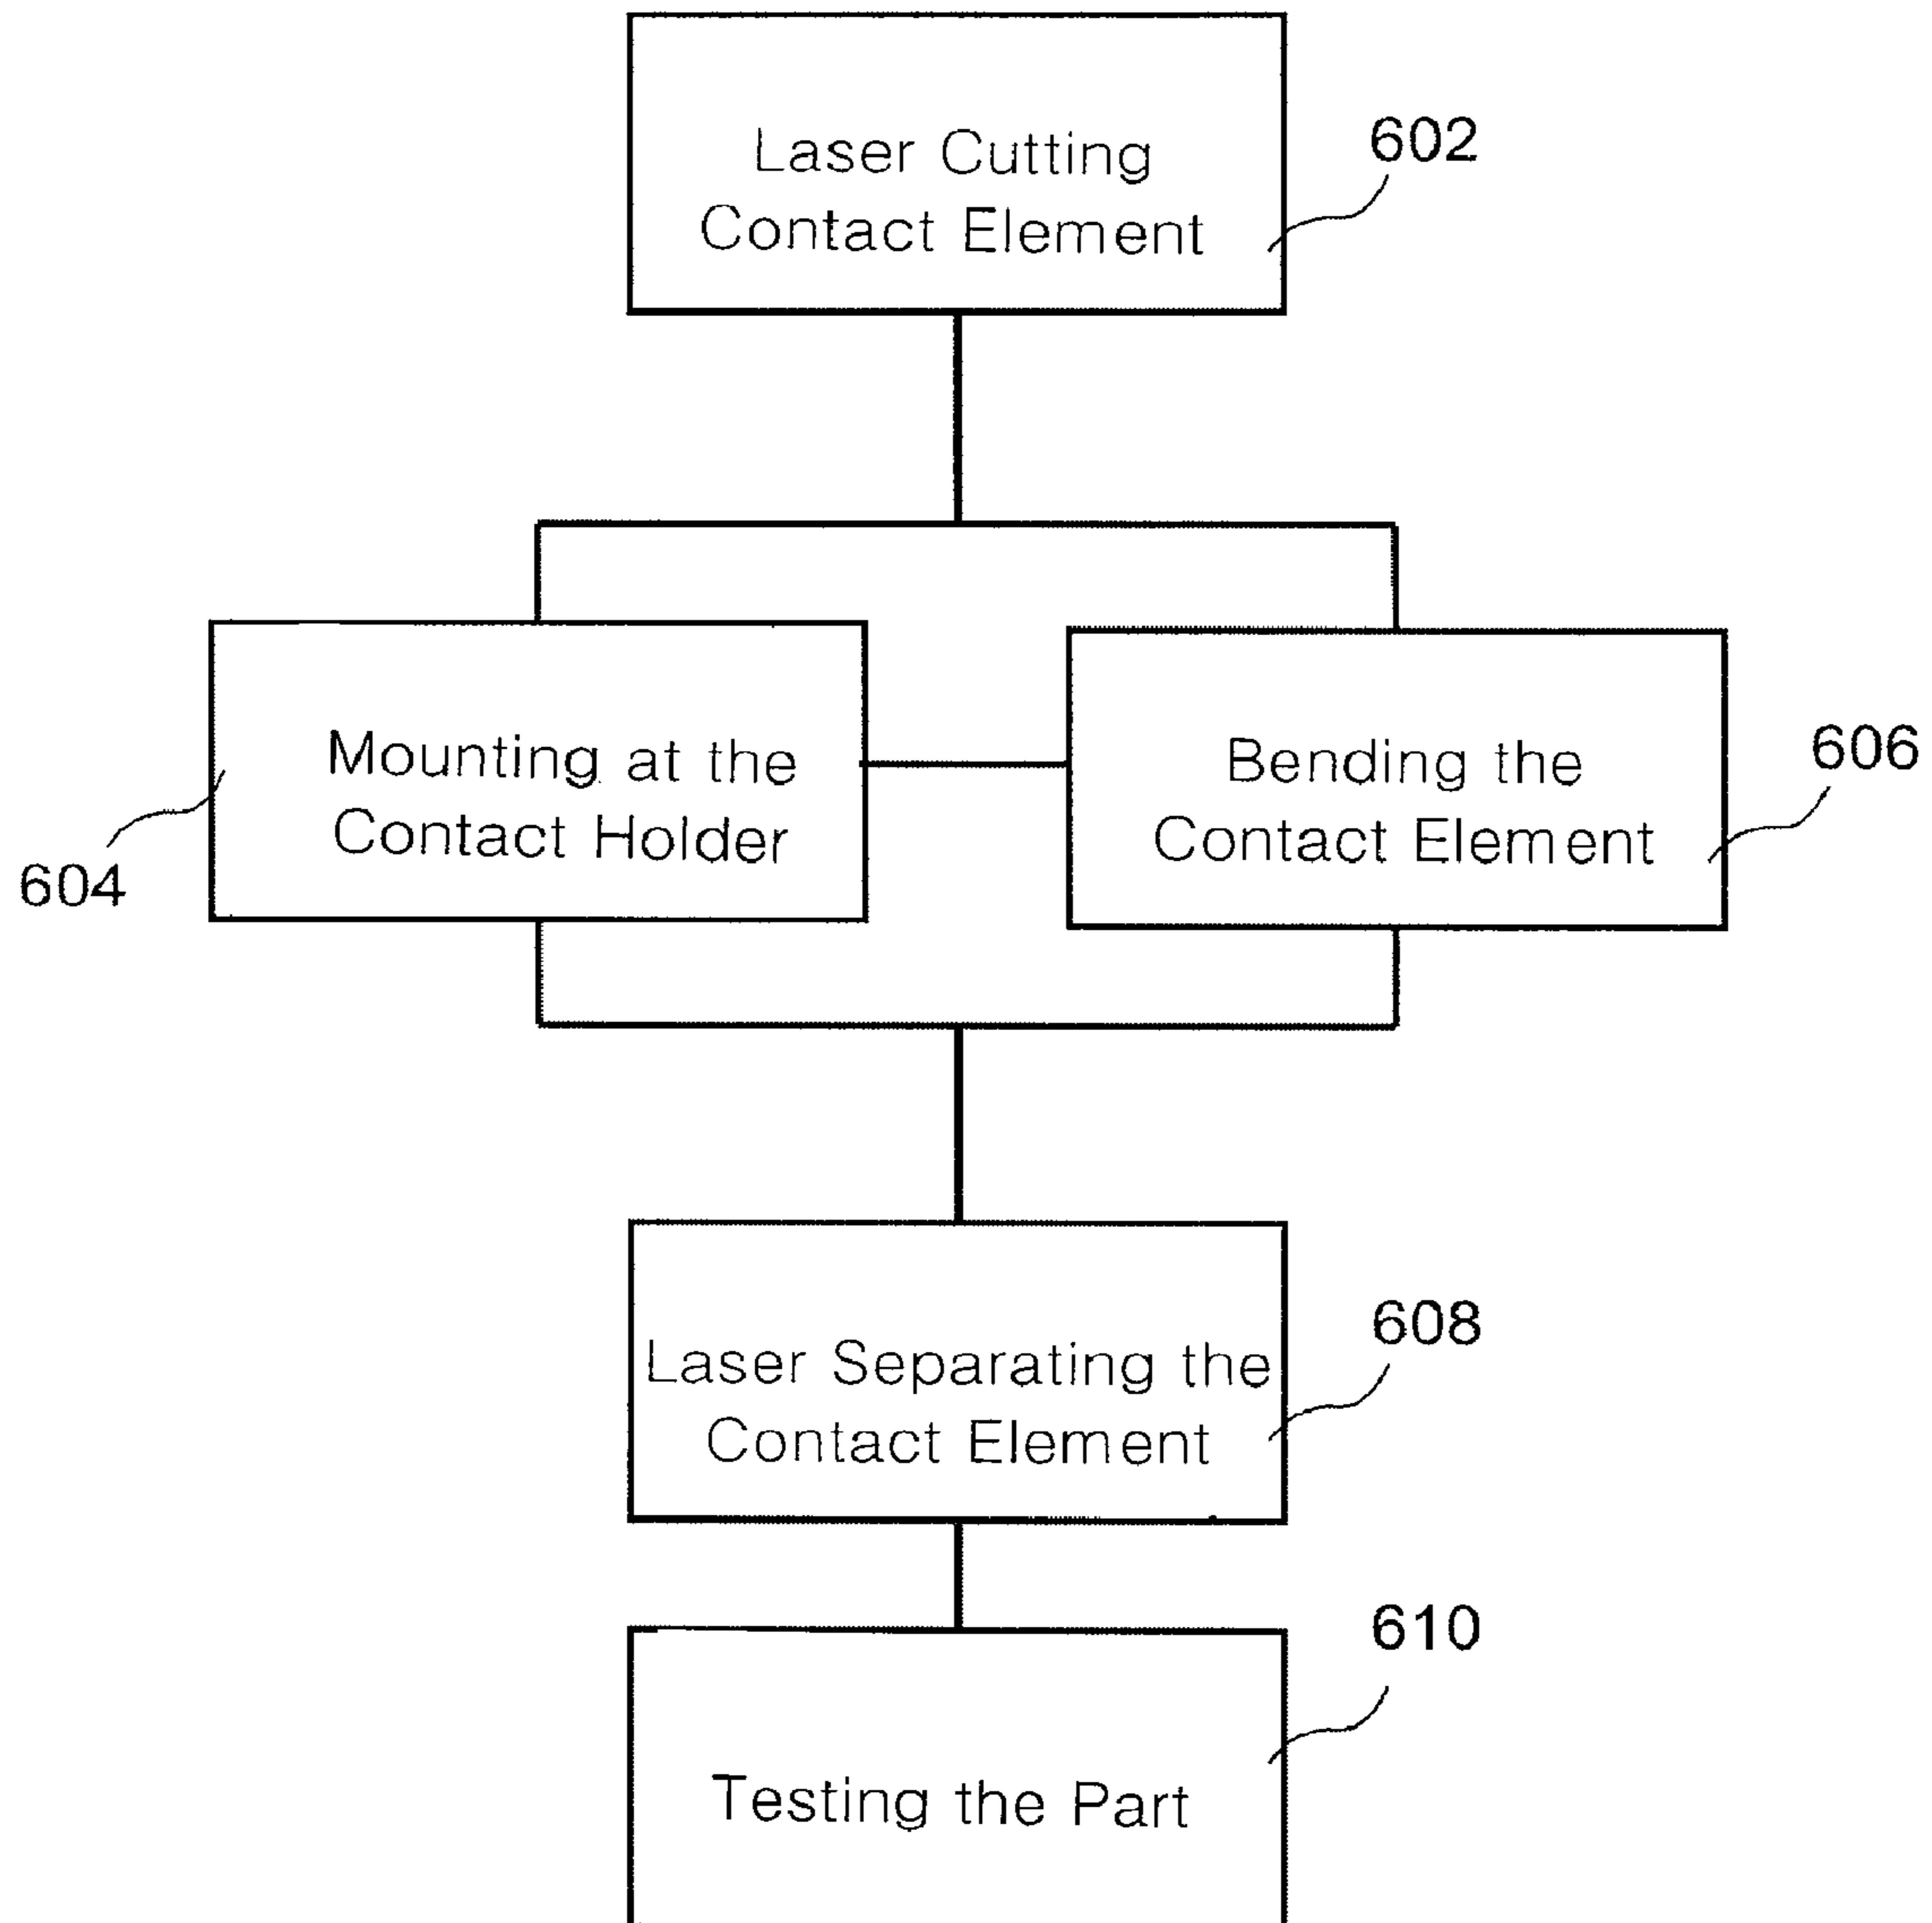 Laser Cutting
Contact Element
602
Mounting at the
Contact Holder
604
Bending the
Contact Element
606
Laser Separating the
Contact Element
608
Testing the Part
610